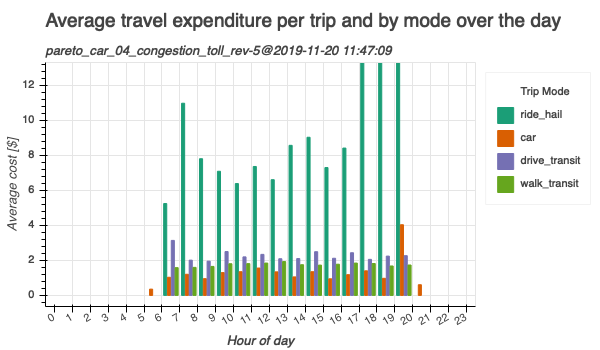 Average travel expenditure per trip and by mode over the day
pareto_car_04_congestion_toll_rev-5@2019-11-20 11:47:09
Trip Mode
ride_hail
car
drive_transit
walk_transit
Average cost [$]
12
10
8
6
4
2
0
0 1 2 3 4 5 6 7 8 9 10 11 12 13 14 15 16 17 18 19 20 21 22 23
Hour of day